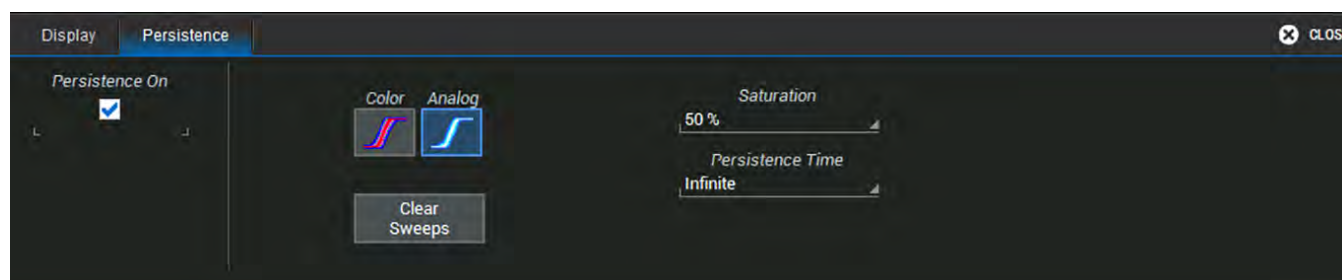 Display Persistence CLOS
Persistence On
Color Analog
Saturation
50 %
Persistence Time
Infinite
Clear
Sweeps